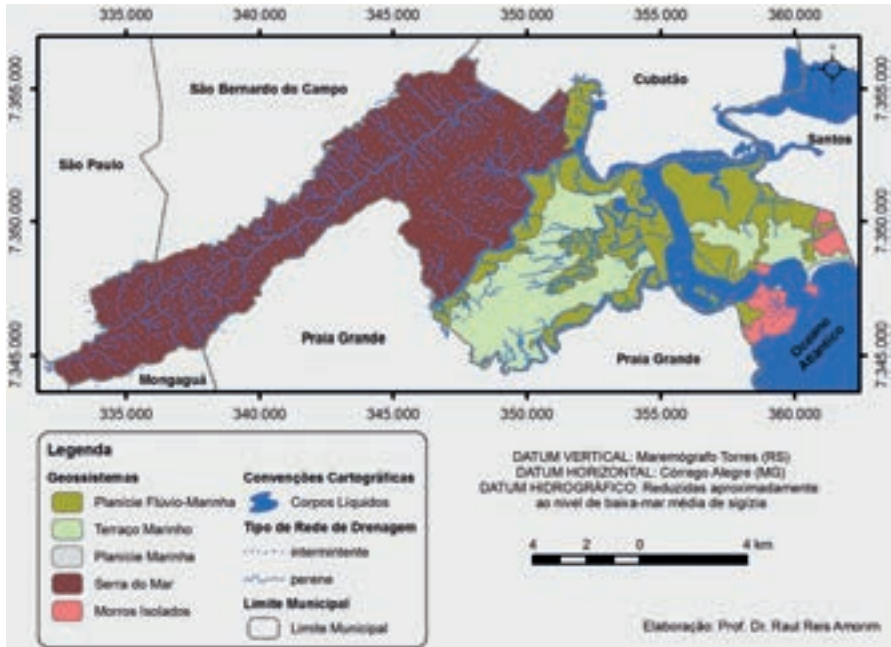 335.000 340.000 345.000 350.000 355.000 360.000
7.355.000
7.350.000
7.345.000
São Bernardo do Campo
Cubatão
Santos
São Paulo
Praia Grande
Praia Grande
Mongaguá
Oceano
Atlântico
7.355.000
7.350.000
7.345.000
335.000 340.000 345.000 350.000 355.000 360.000
Legenda
Geossistemas
Planície Flúvio-Marinha
Terraço Marinho
Planície Marinha
Serra do Mar
Morros Isolados
Convenções Cartográficas
Corpos Líquidos
Tipo de Rede de Drenagem
intermintente
perene
Limite Municipal
Limite Municipal
DATUM VERTICAL: Maremógrafo Torres (RS)
DATUM HORIZONTAL: Córrego Alegre (MG)
DATUM HIDROGRÁFICO: Reduzidas aproximadamente
ao nível de baixa-mar média de sigízia
4 2 0 4 km
Elaboração: Prof. Dr. Raul Reis Amorim